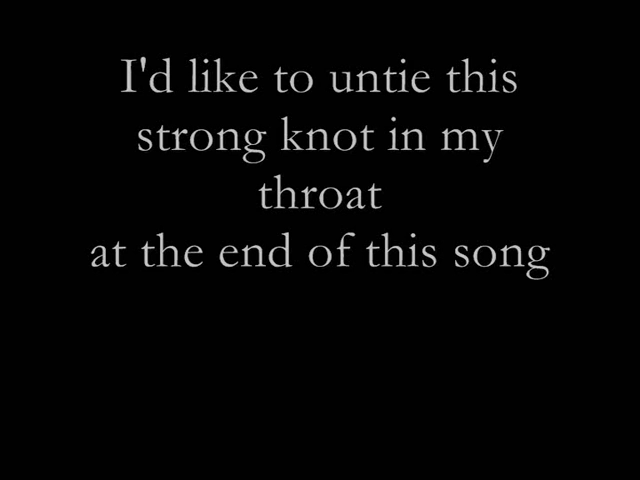 I'd like to untie this
strong knot in my
throat
at the end of this song